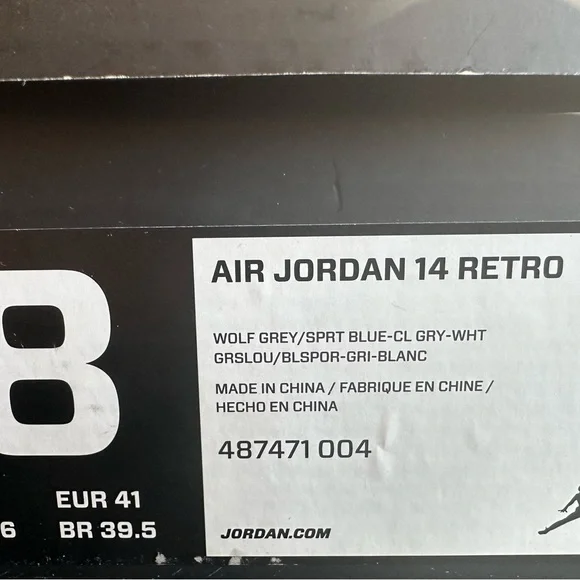 8
EUR 41
6 BR 39.5
AIR JORDAN 14 RETRO
WOLF GREY/SPRT BLUE-CL GRY-WHT
GRSLOU/BLSPOR-GRI-BLANC
MADE IN CHINA / FABRIQUE EN CHINE /
HECHO EN CHINA
487471 004
JORDAN.COM